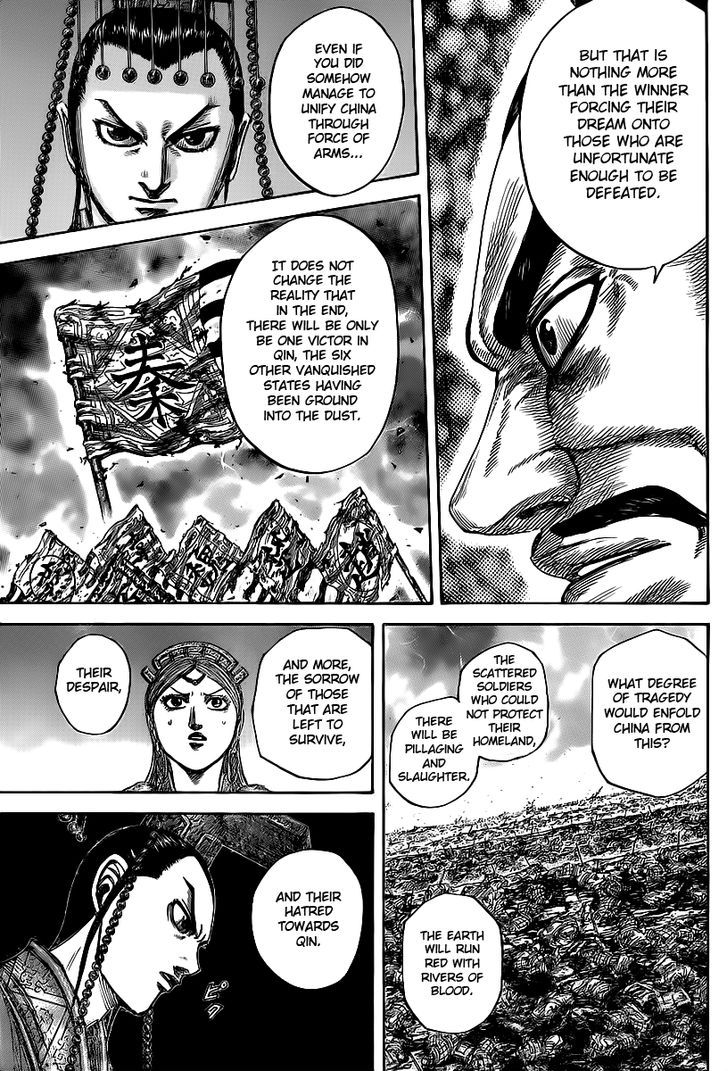 BUT THAT IS
NOTHING MORE
THAN THE WINNER
FORCING THEIR
DREAM ONTO
THOSE WHO ARE
UNFORTUNATE
ENOUGH TO BE
DEFEATED.
EVEN IF
YOU DID
SOMEHOW
MANAGE TO
UNIFY CHINA
THROUGH
FORCE OF
ARMS...
IT DOES NOT
CHANGE THE
REALITY THAT
IN THE END,
THERE WILL BE ONLY
BE ONE VICTOR IN
QIN, THE SIX
OTHER VANQUISHED
STATES HAVING
BEEN GROUND
INTO THE DUST.
秦
WHAT DEGREE
OF TRAGEDY
WOULD ENFOLD
CHINA FROM
THIS?
THE
SCATTERED
SOLDIERS
WHO COULD
NOT PROTECT
THEIR
HOMELAND,
THERE
WILL BE
PILLAGING
AND
SLAUGHTER.
THE EARTH
WILL RUN
RED WITH
RIVERS OF
BLOOD.
AND MORE,
THE SORROW
OF THOSE
THAT ARE
LEFT TO
SURVIVE,
THEIR
DESPAIR,
AND THEIR
HATRED
TOWARDS
QIN.
ピク